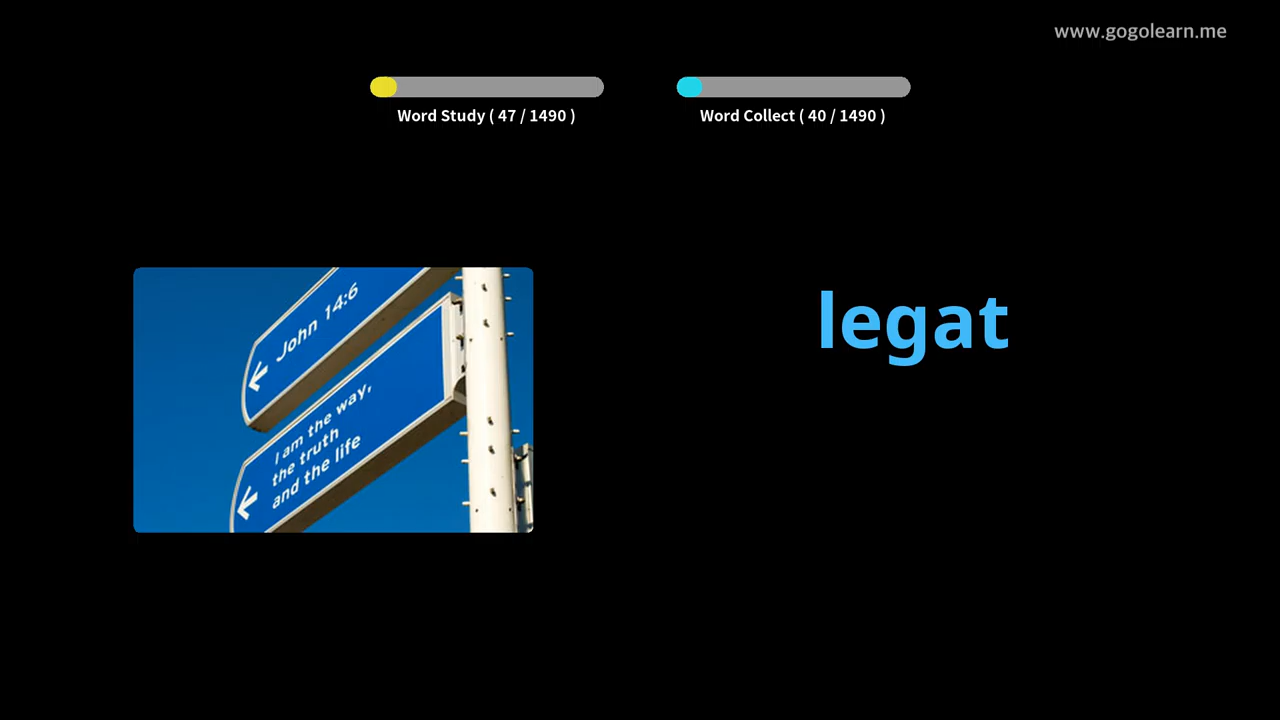 www.gogolearn.me
Word Study ( 47 / 1490 )
Word Collect ( 40 / 1490 )
John 14:6
I am the way,
the truth
and the life
legat